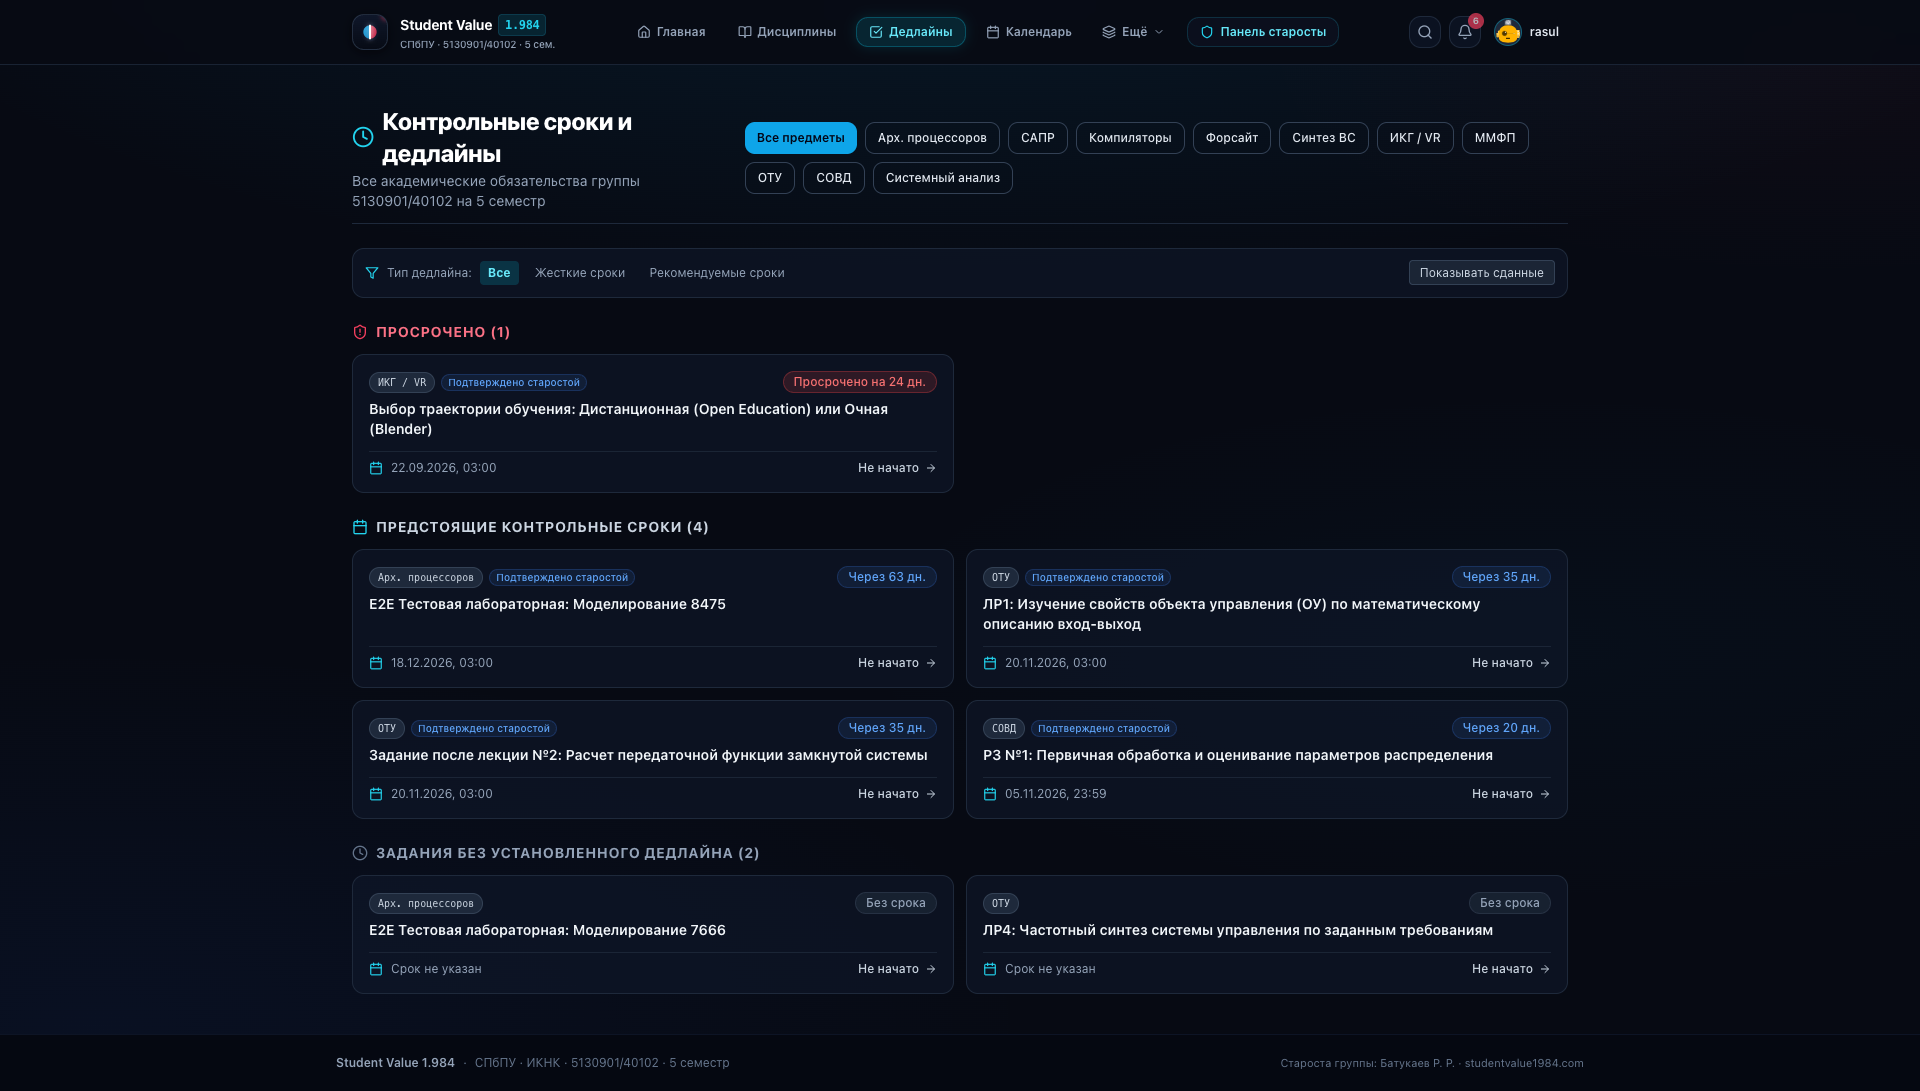 Student Value 1.984
СПбПУ · 5130901/40102 · 5 сем.
Главная
Дисциплины
Дедлайны
Календарь
Ещё
Панель старосты
6
rasul
Контрольные сроки и
дедлайны
Все академические обязательства группы
5130901/40102 на 5 семестр
Все предметы
Арх. процессоров
САПР
Компиляторы
Форсайт
Синтез ВС
ИКГ / VR
ММФП
ОТУ
СОВД
Системный анализ
Тип дедлайна:
Все
Жесткие сроки
Рекомендуемые сроки
Показывать сданные
ПРОСРОЧЕНО (1)
ИКГ / VR
Подтверждено старостой
Просрочено на 24 дн.
Выбор траектории обучения: Дистанционная (Open Education) или Очная
(Blender)
22.09.2026, 03:00
Не начато
ПРЕДСТОЯЩИЕ КОНТРОЛЬНЫЕ СРОКИ (4)
Арх. процессоров
Подтверждено старостой
Через 63 дн.
E2E Тестовая лабораторная: Моделирование 8475
18.12.2026, 03:00
Не начато
ОТУ
Подтверждено старостой
Через 35 дн.
ЛР1: Изучение свойств объекта управления (ОУ) по математическому
описанию вход-выход
20.11.2026, 03:00
Не начато
ОТУ
Подтверждено старостой
Через 35 дн.
Задание после лекции №2: Расчет передаточной функции замкнутой системы
20.11.2026, 03:00
Не начато
СОВД
Подтверждено старостой
Через 20 дн.
РЗ №1: Первичная обработка и оценивание параметров распределения
05.11.2026, 23:59
Не начато
ЗАДАНИЯ БЕЗ УСТАНОВЛЕННОГО ДЕДЛАЙНА (2)
Арх. процессоров
Без срока
E2E Тестовая лабораторная: Моделирование 7666
Срок не указан
Не начато
ОТУ
Без срока
ЛР4: Частотный синтез системы управления по заданным требованиям
Срок не указан
Не начато
Student Value 1.984 · СПбПУ · ИКНК · 5130901/40102 · 5 семестр
Староста группы: Батукаев Р. Р. · studentvalue1984.com